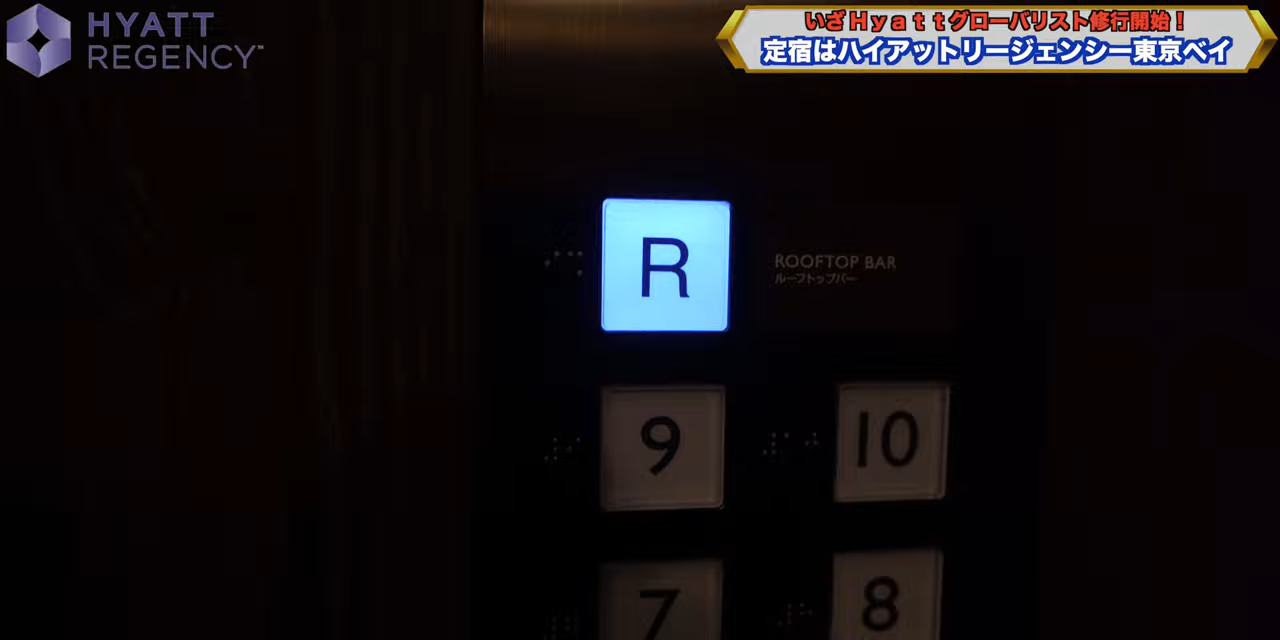 HYATT
REGENCY™
いざHyattグローバリスト修行開始！
定宿はハイアットリージェンシー東京ベイ
R
ROOFTOP BAR
ルーフトップバー
9
10
7
8